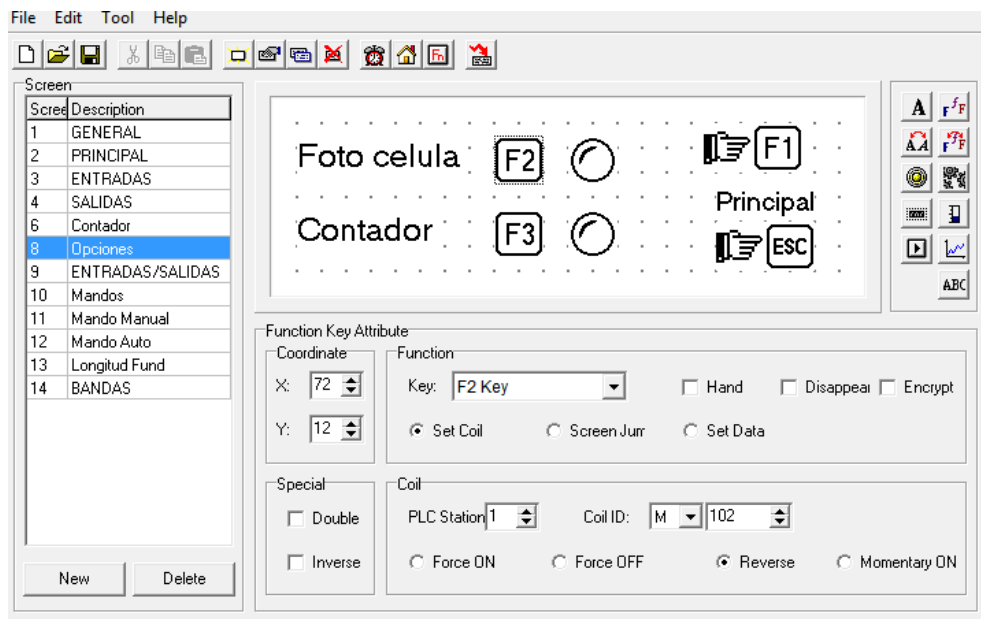 File Edit Tool Help
Fn
Screen
Scree Description
1 GENERAL
2 PRINCIPAL
3 ENTRADAS
4 SALIDAS
6 Contador
8 Opciones
9 ENTRADAS/SALIDAS
10 Mandos
11 Mando Manual
12 Mando Auto
13 Longitud Fund
14 BANDAS
New Delete
Foto celula F2 F1
Principal
Contador F3 ESC
A F f F
A A F F
ABC
Function Key Attribute
Coordinate
X: 72
Y: 12
Function
Key: F2 Key Hand Disappear Encrypt
Set Coil Screen Jum Set Data
Special
Double
Inverse
Coil
PLC Station 1 Coil ID: M 102
Force ON Force OFF Reverse Momentary ON